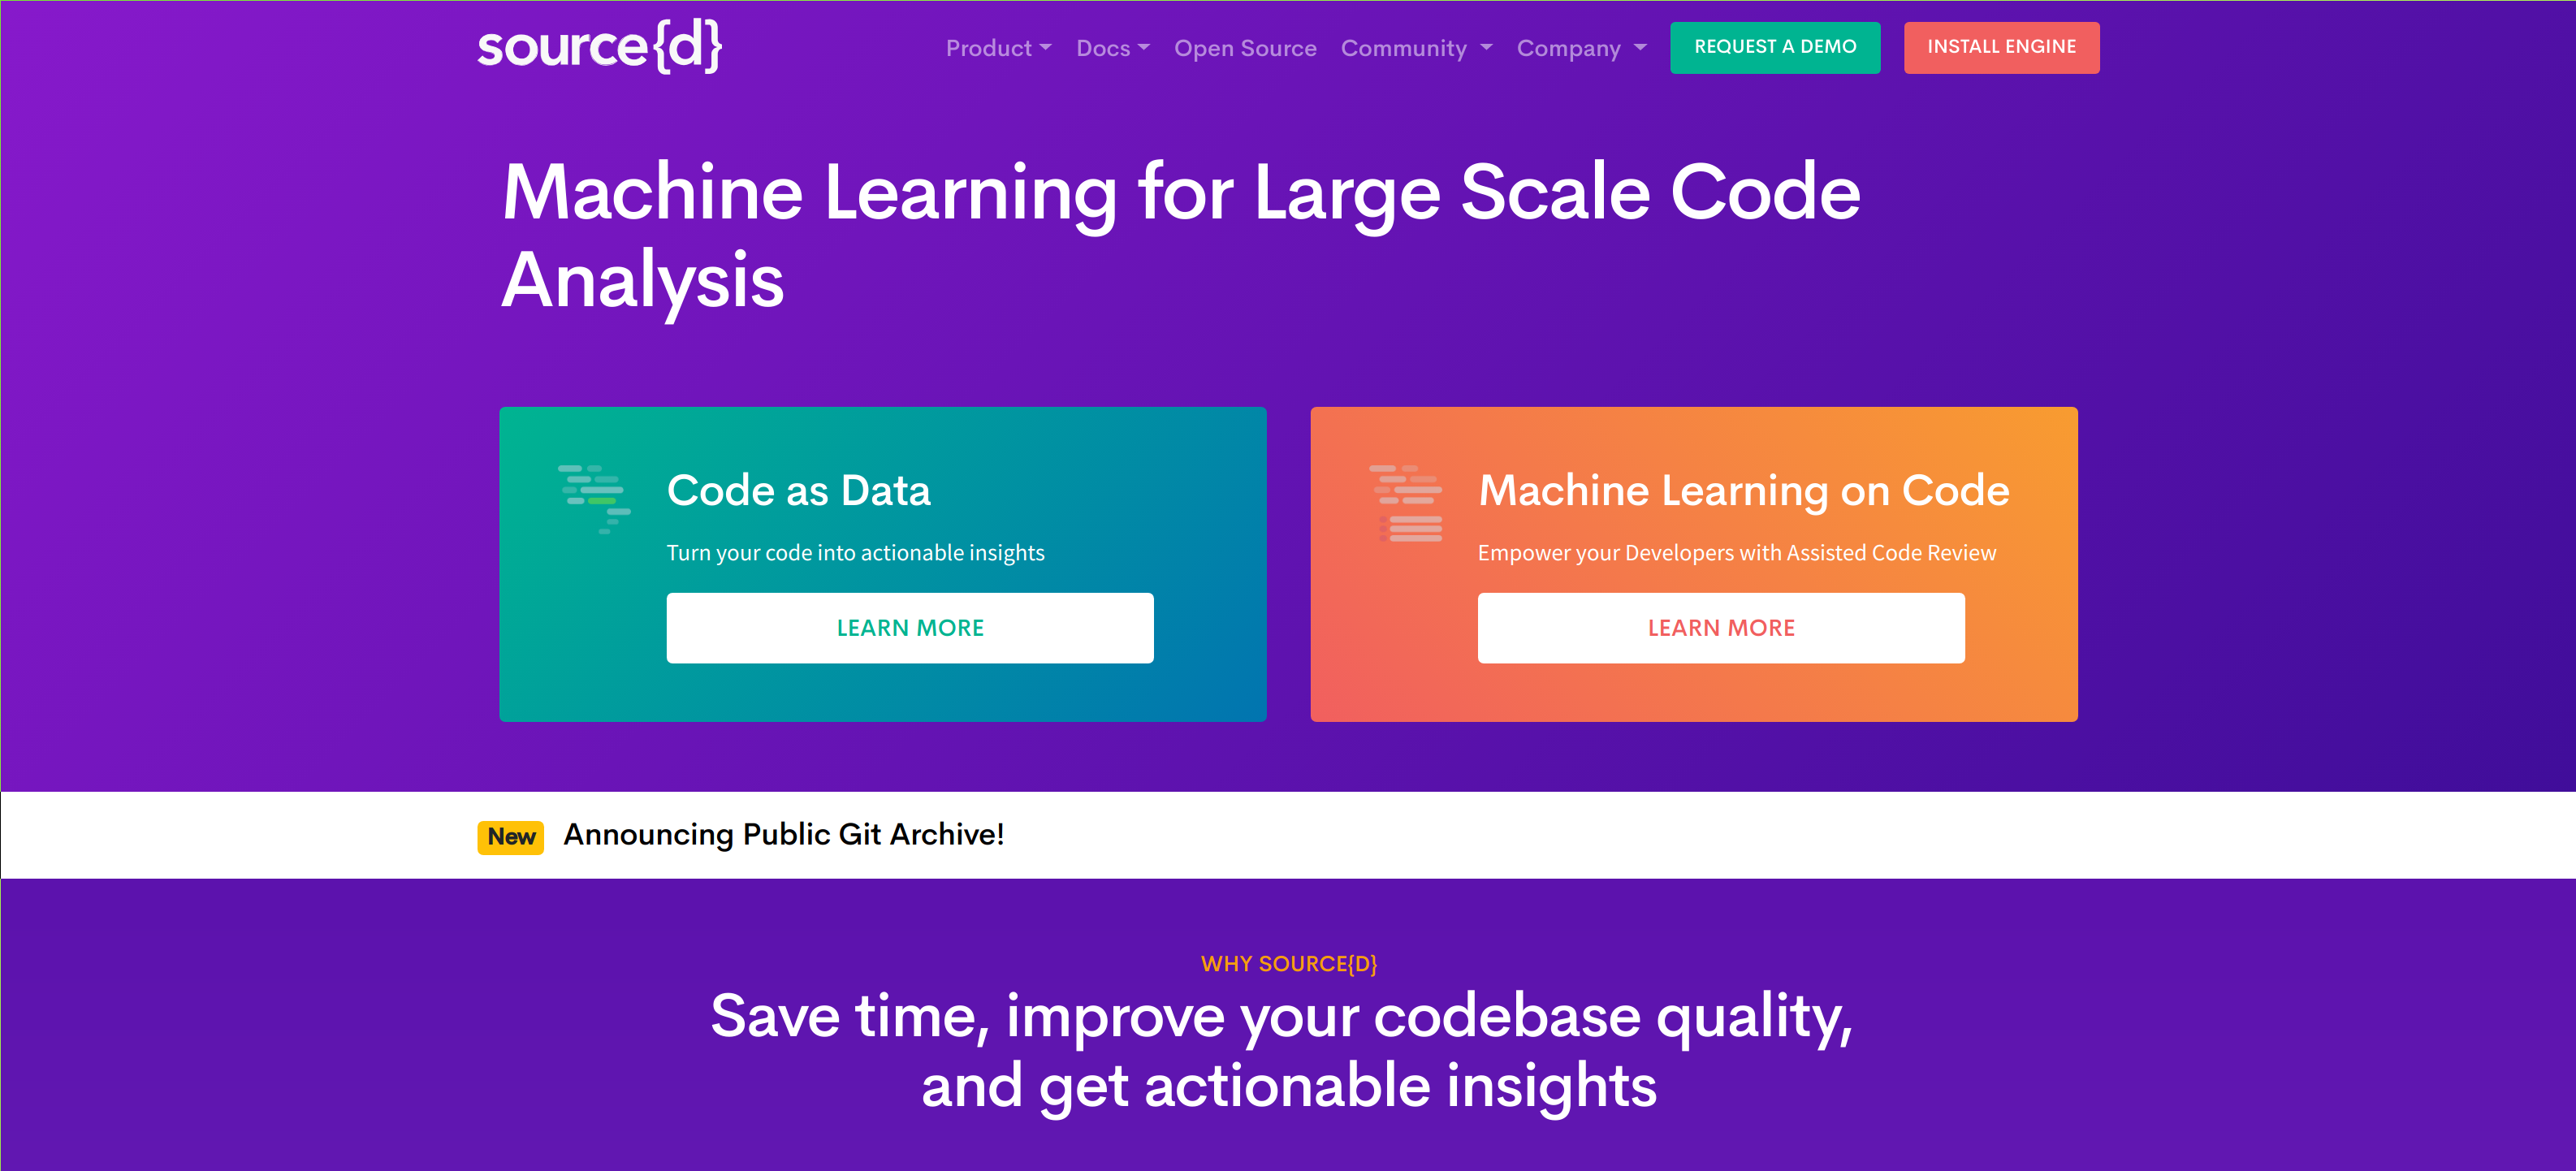 source{d}
Product Docs Open Source Community Company REQUEST A DEMO INSTALL ENGINE
Machine Learning for Large Scale Code
Analysis
Code as Data
Turn your code into actionable insights
LEARN MORE
Machine Learning on Code
Empower your Developers with Assisted Code Review
LEARN MORE
New Announcing Public Git Archive!
WHY SOURCE{D}
Save time, improve your codebase quality,
and get actionable insights